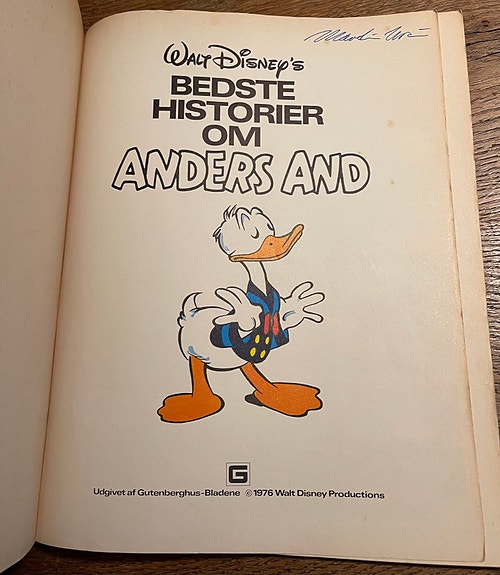 WALT DISNEY'S
BEDSTE
HISTORIER
OM
ANDERS AND
G
Udgivet af Gutenberghus-Bladene © 1976 Walt Disney Productions